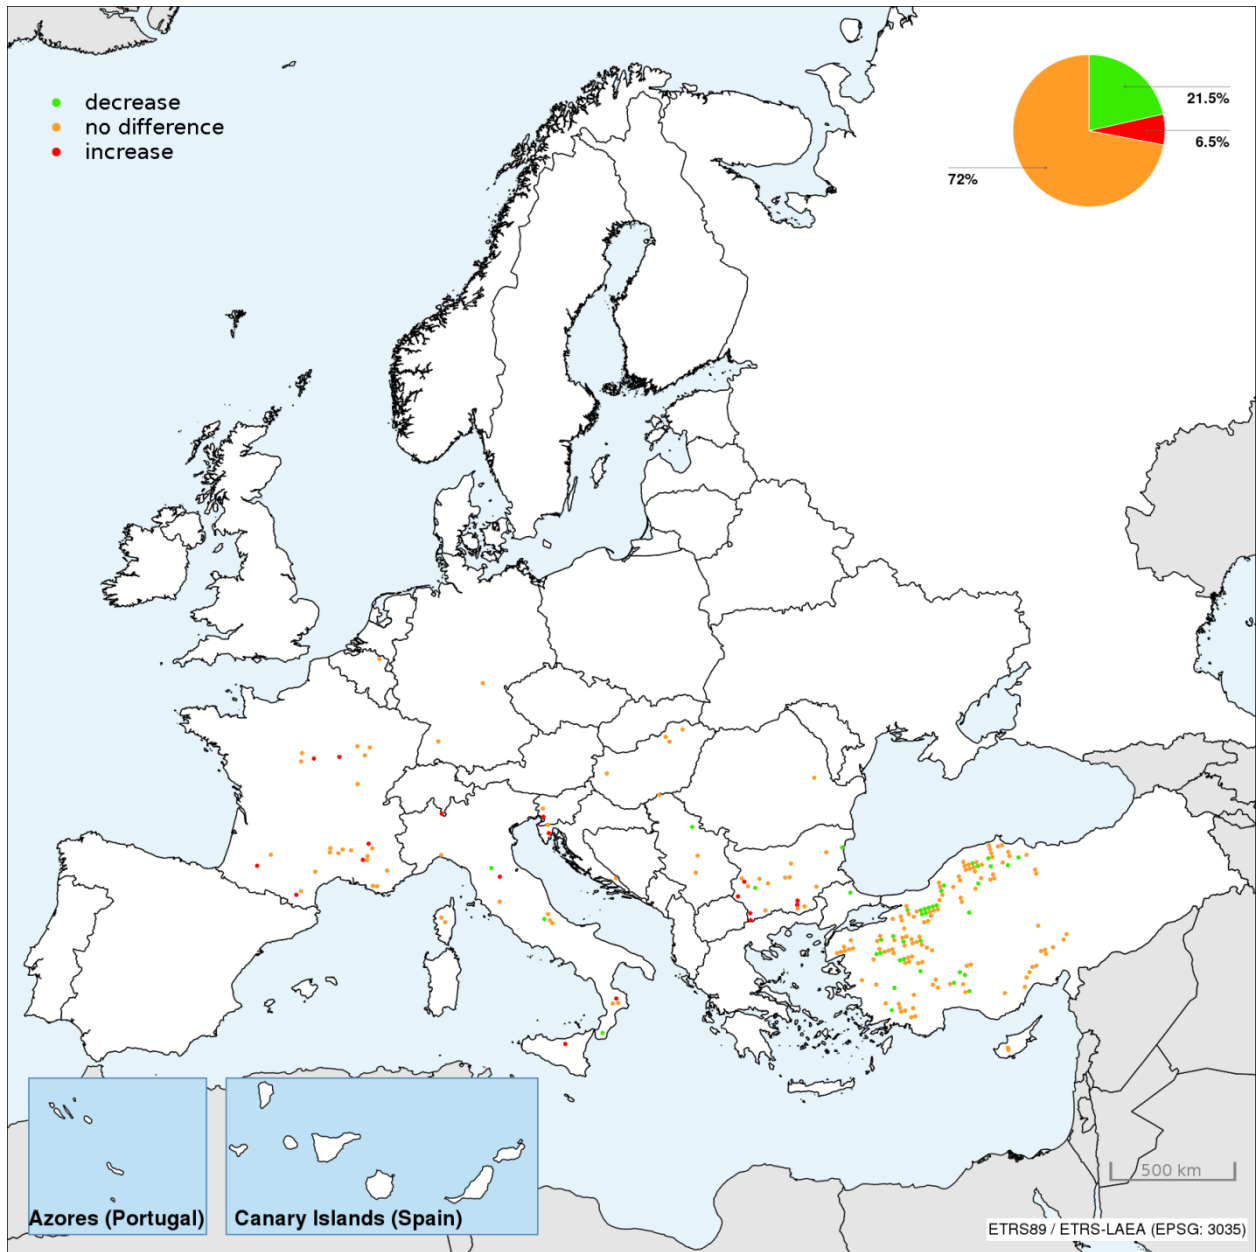 decrease
no difference
increase
21.5%
6.5%
72%
500 km
Azores (Portugal)
Canary Islands (Spain)
ETRS89 / ETRS-LAEA (EPSG: 3035)